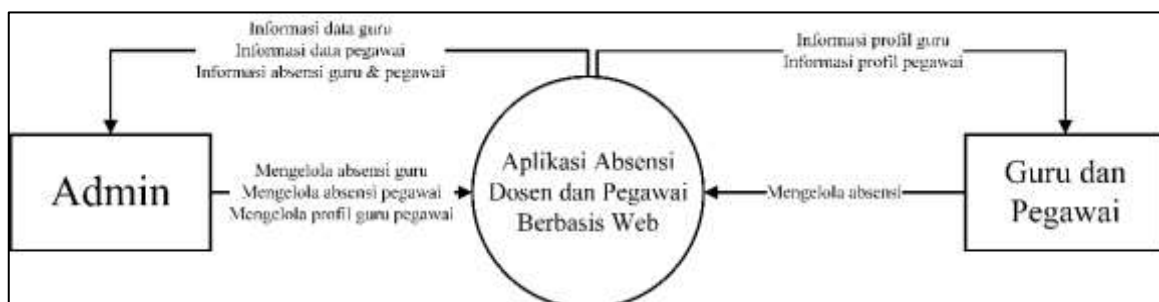 Informasi data guru
Informasi data pegawai
Informasi absensi guru & pegawai
Informasi profil guru
Informasi profil pegawai
Admin
Mengelola absensi guru
Mengelola absensi pegawai
Mengelola profil guru pegawai
Aplikasi Absensi
Dosen dan Pegawai
Berbasis Web
Mengelola absensi
Guru dan
Pegawai